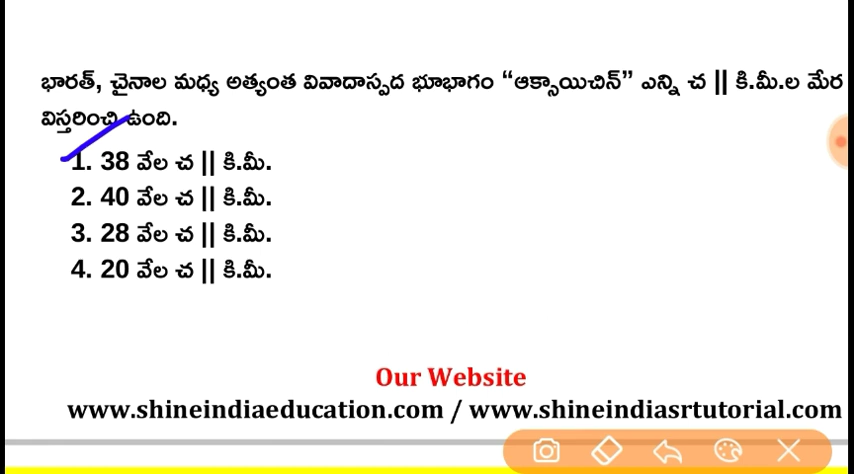 భారత్, చైనాల మధ్య అత్యంత వివాదాస్పద భూభాగం “ఆక్సాయిచిన్” ఎన్ని చ || కి.మీ.ల మేర
విస్తరించి ఉంది.
1. 38 వేల చ || కి.మీ.
2. 40 వేల చ || కి.మీ.
3. 28 వేల చ || కి.మీ.
4. 20 వేల చ || కి.మీ.
Our Website
www.shineindiaeducation.com / www.shineindiasrtutorial.com